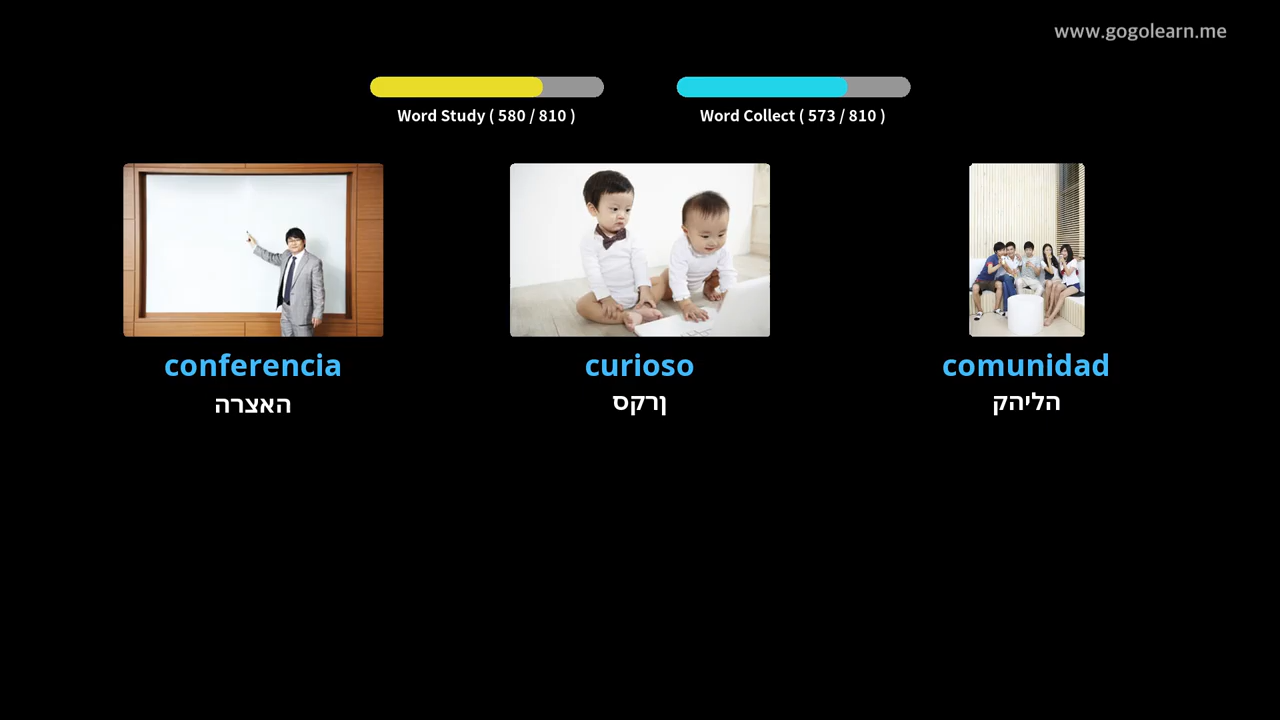 www.gogolearn.me
Word Study ( 580 / 810 )
Word Collect ( 573 / 810 )
conferencia
האצרה
curioso
ןרקס
comunidad
הליהק